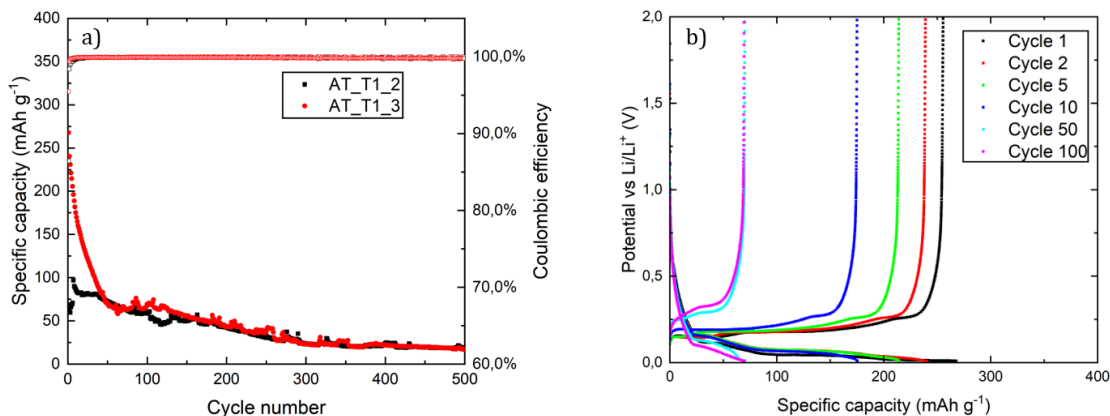 a)
400
350
300
250
200
150
100
50
0
Specific capacity (mAh g⁻¹)
AT_T1_2
AT_T1_3
100,0%
90,0%
80,0%
70,0%
60,0%
Coulombic efficiency
0 100 200 300 400 500
Cycle number
b)
2,0
1,5
1,0
0,5
0,0
Potential vs Li/Li⁺ (V)
Cycle 1
Cycle 2
Cycle 5
Cycle 10
Cycle 50
Cycle 100
0 100 200 300 400
Specific capacity (mAh g⁻¹)